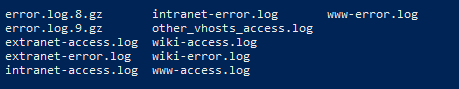 error.log.8.gz intranet-error.log www-error.log
error.log.9.gz other_vhosts_access.log
extranet-access.log wiki-access.log
extranet-error.log wiki-error.log
intranet-access.log www-access.log